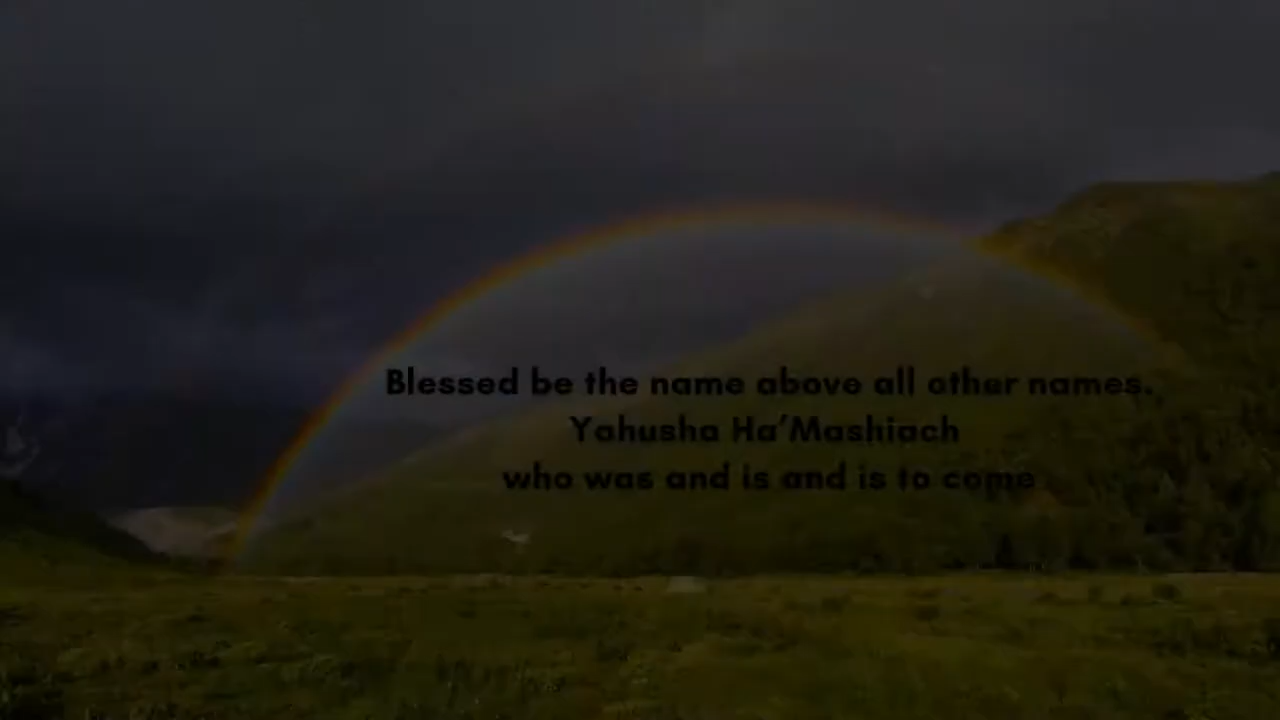 Blessed be the name above all other names.
Yahusha Ha’Mashiach
who was and is and is to come